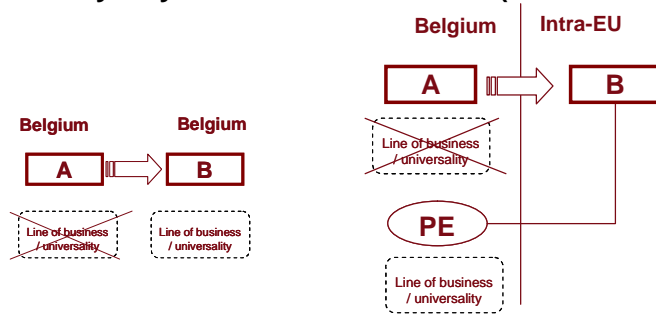 Belgium Intra-EU
A B
Line of business
/ universality
PE
Line of business
/ universality
Belgium Belgium
A B
Line of business
/ universality
Line of business
/ universality